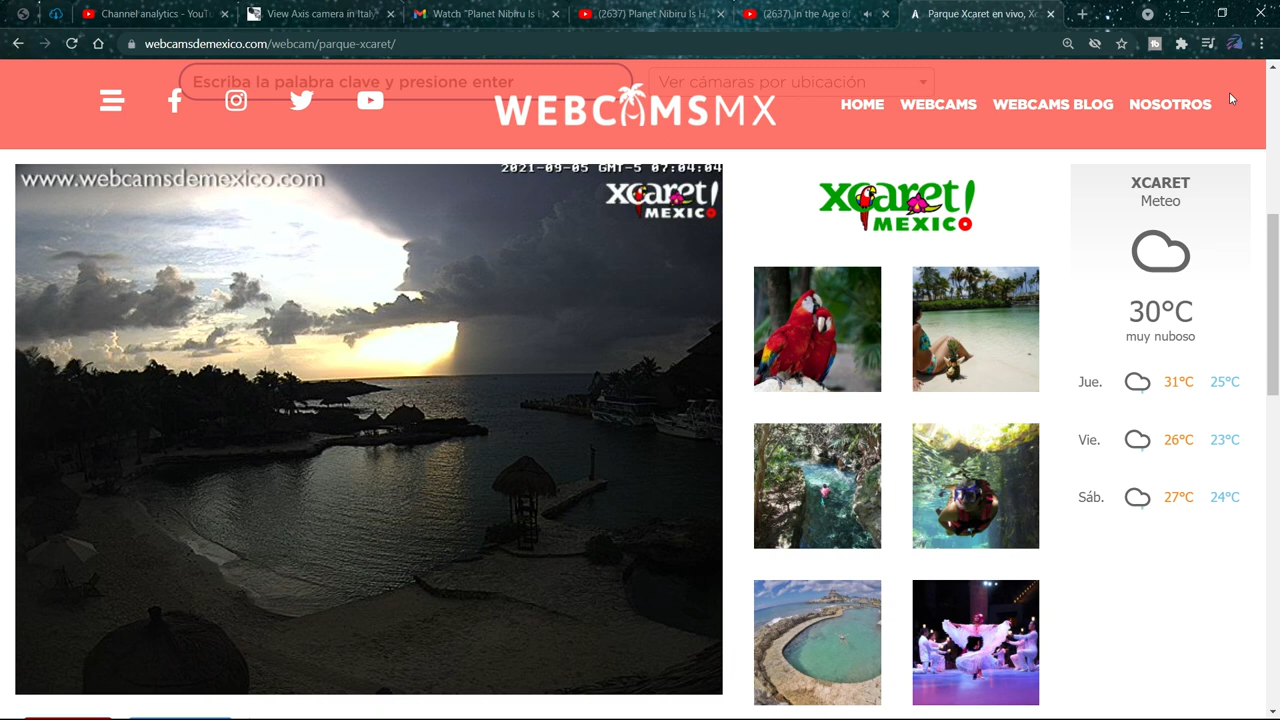 Channel analytics - YouT
View Axis camera in Italy
Watch "Planet Nibiru Is H
(2637) Planet Nibiru Is H
(2637) In the Age of
Parque Xcaret en vivo, Xc
webcamsdemexico.com/webcam/parque-xcaret/
Escriba la palabra clave y presione enter
Ver cámaras por ubicación
WEBCAMSMX
HOME
WEBCAMS
WEBCAMS BLOG
NOSOTROS
www.webcamsdemexico.com
2021-09-05 GMT-5 07:04:04
xcaret!
MEXICO
xcaret!
MEXICO
XCARET
Meteo
30°C
muy nuboso
Jue. 31°C 25°C
Vie. 26°C 23°C
Sáb. 27°C 24°C